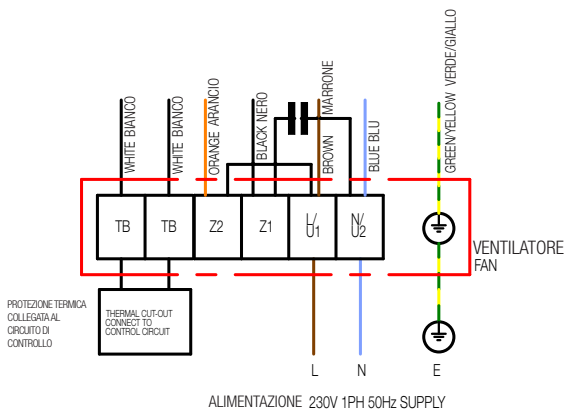 WHITE BIANCO
WHITE BIANCO
ORANGE ARANCIO
BLACK NERO
BROWN MARRONE
BLUE BLU
GREEN/YELLOW VERDE/GIALLO
TB
TB
Z2
Z1
L/
U1
N/
U2
VENTILATORE
FAN
PROTEZIONE TERMICA
COLLEGATA AL
CIRCUITO DI
CONTROLLO
THERMAL CUT-OUT
CONNECT TO
CONTROL CIRCUIT
L
N
E
ALIMENTAZIONE 230V 1PH 50Hz SUPPLY